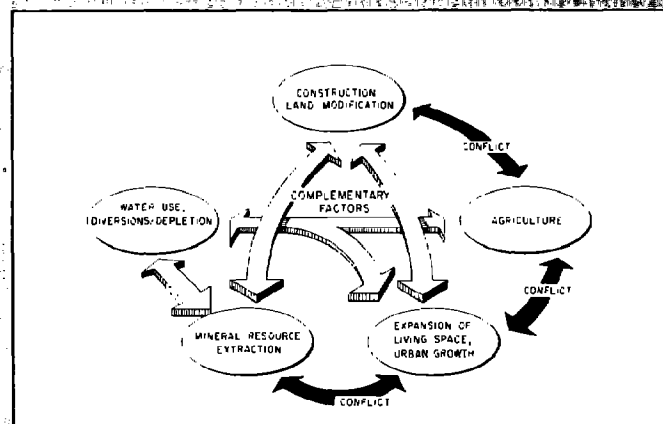 CONSTRUCTION
LAND MODIFICATION
CONFLICT
COMPLEMENTARY
FACTORS
WATER USE,
(DIVERSIONS/DEPLETION)
AGRICULTURE
CONFLICT
MINERAL RESOURCE
EXTRACTION
EXPANSION OF
LIVING SPACE,
URBAN GROWTH
CONFLICT